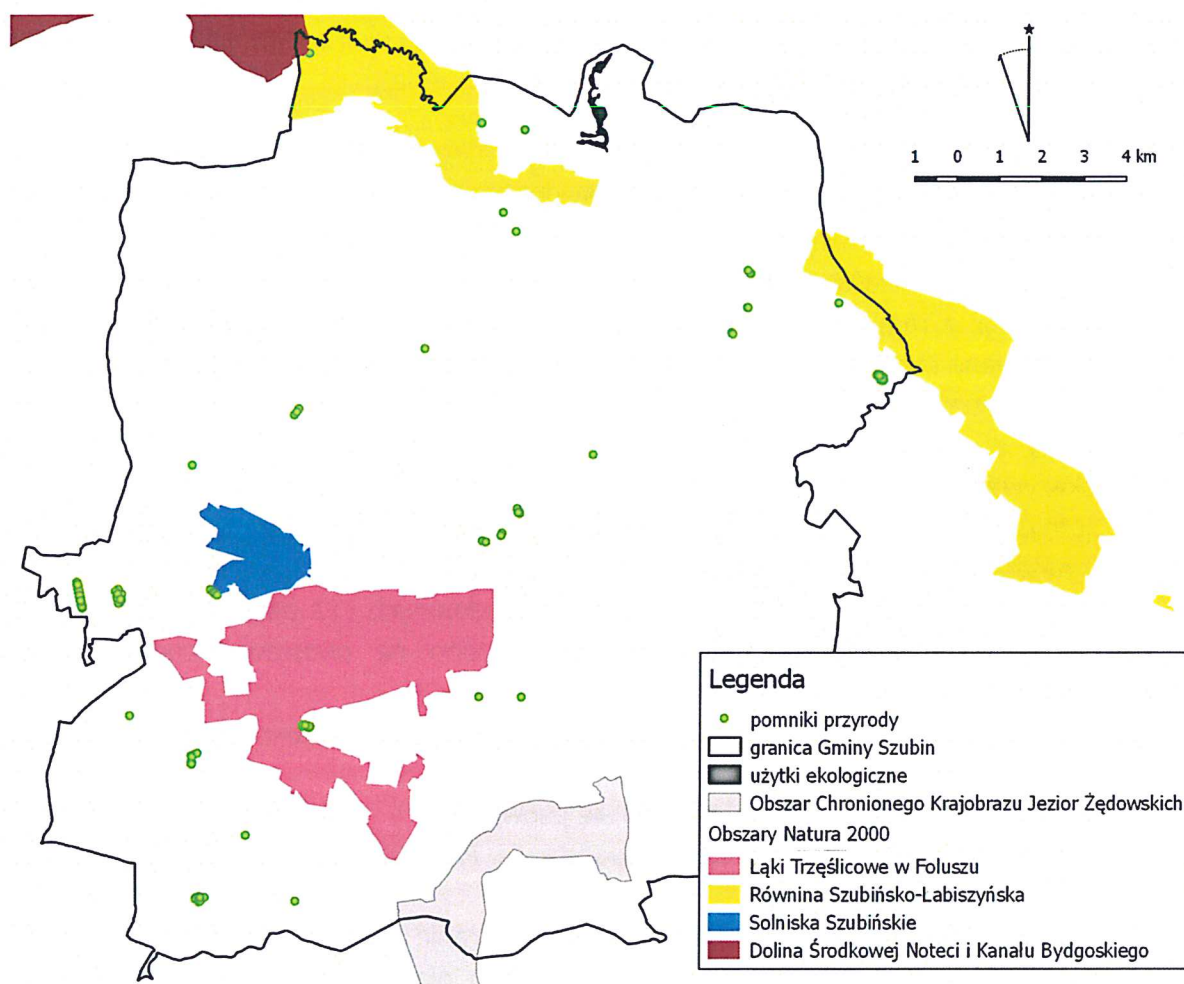 1 0 1 2 3 4 km
Legenda
pomniki przyrody
granica Gminy Szubin
użytki ekologiczne
Obszar Chronionego Krajobrazu Jezior Żędowskich
Obszary Natura 2000
Łąki Trzęślicowe w Foluszu
Równina Szubińsko-Labiszyńska
Solniska Szubińskie
Dolina Środkowej Noteci i Kanału Bydgoskiego